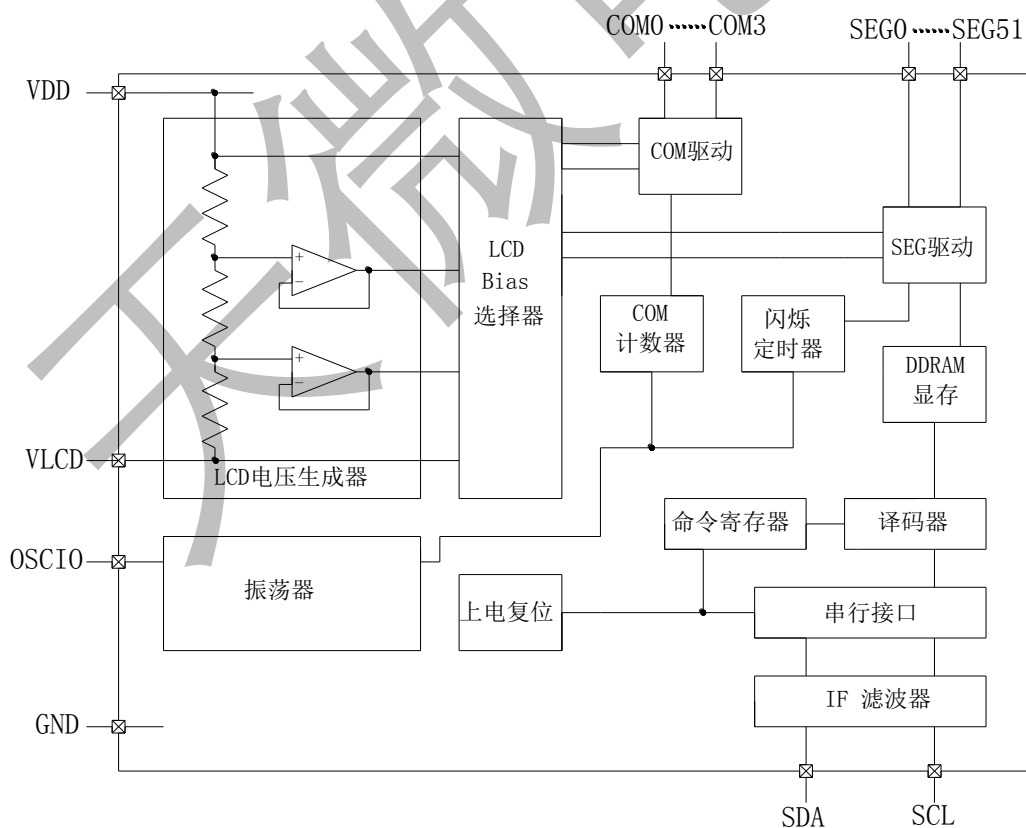 COM0 ······ COM3
SEG0 ······ SEG51
VDD
COM驱动
LCD
Bias
选择器
SEG驱动
+
−
+
−
COM
计数器
闪烁
定时器
DDRAM
显存
VLCD
LCD电压生成器
命令寄存器
译码器
OSCIO
振荡器
上电复位
串行接口
IF 滤波器
GND
SDA
SCL
天微